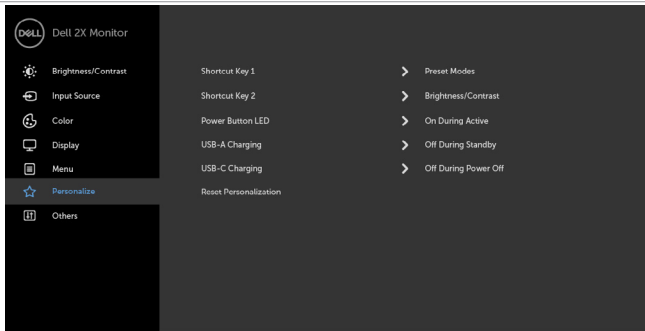 DELL Dell 2X Monitor
Brightness/Contrast Shortcut Key 1 Preset Modes
Input Source Shortcut Key 2 Brightness/Contrast
Color Power Button LED On During Active
Display USB-A Charging Off During Standby
Menu USB-C Charging Off During Power Off
Personalize Reset Personalization
Others